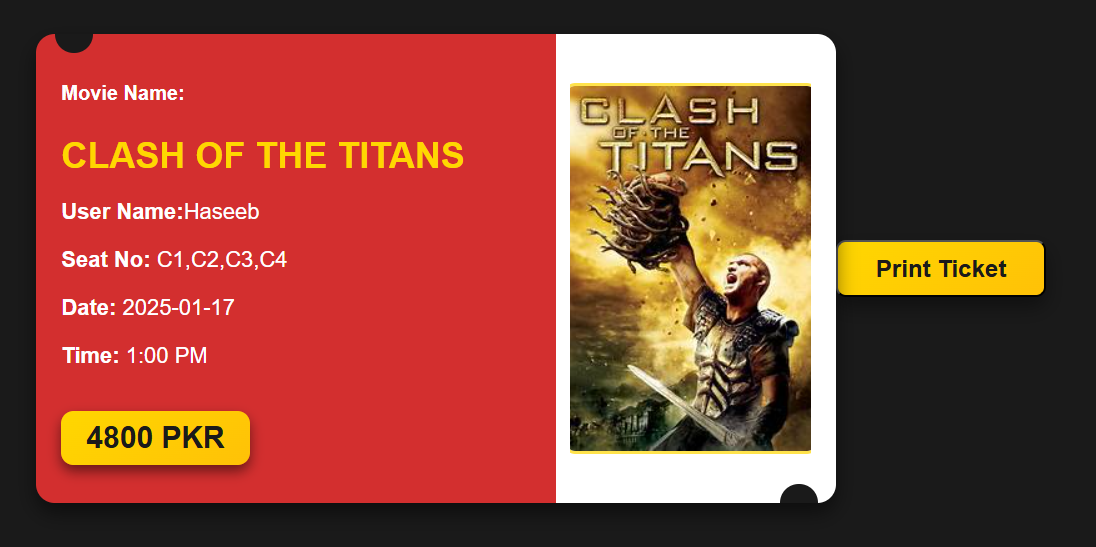 Movie Name:
CLASH OF THE TITANS
User Name:Haseeb
Seat No: C1,C2,C3,C4
Date: 2025-01-17
Time: 1:00 PM
4800 PKR
CLASH
OF THE
TITANS
Print Ticket